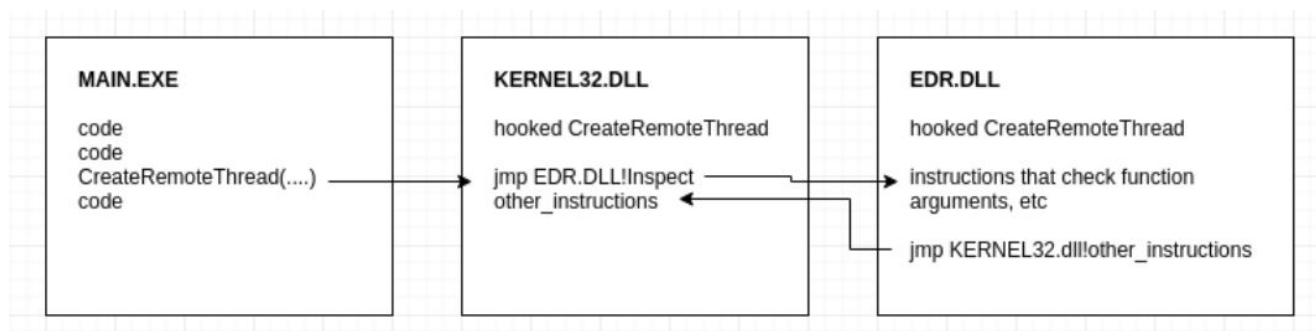 MAIN.EXE
code
code
CreateRemoteThread(....)
code
KERNEL32.DLL
hooked CreateRemoteThread
jmp EDR.DLL!Inspect
other_instructions
EDR.DLL
hooked CreateRemoteThread
instructions that check function
arguments, etc
jmp KERNEL32.dll!other_instructions